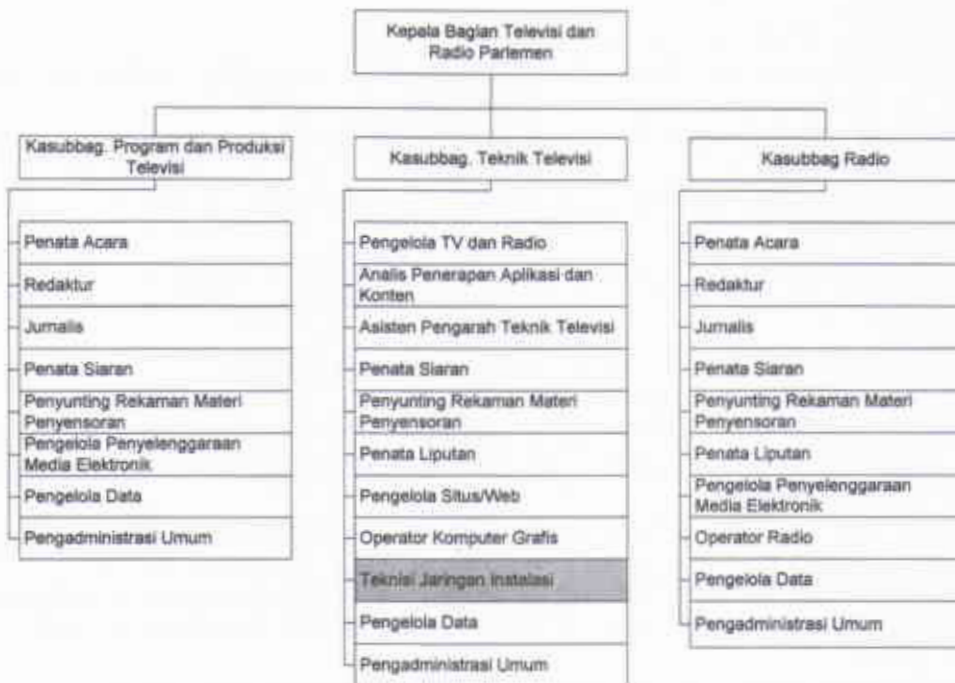 Kepala Bagian Televisi dan
Radio Parlemen
Kasubbag. Program dan Produksi
Televisi
Penata Acara
Redaktur
Jurnalis
Penata Siaran
Penyunting Rekaman Materi
Penyensoran
Pengelola Penyelenggaraan
Media Elektronik
Pengelola Data
Pengadministrasi Umum
Kasubbag. Teknik Televisi
Pengelola TV dan Radio
Analis Penerapan Aplikasi dan
Konten
Asisten Pengarah Teknik Televisi
Penata Siaran
Penyunting Rekaman Materi
Penyensoran
Penata Liputan
Pengelola Situs/Web
Operator Komputer Grafis
Teknisi Jaringan Instalasi
Pengelola Data
Pengadministrasi Umum
Kasubbag Radio
Penata Acara
Redaktur
Jurnalis
Penata Siaran
Penyunting Rekaman Materi
Penyensoran
Penata Liputan
Pengelola Penyelenggaraan
Media Elektronik
Operator Radio
Pengelola Data
Pengadministrasi Umum